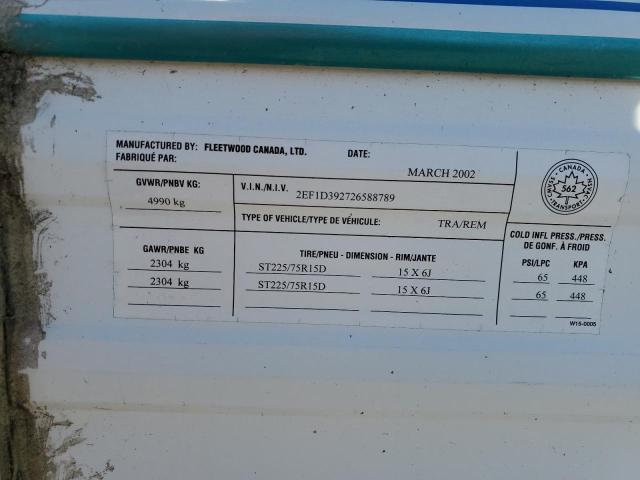 MANUFACTURED BY: FLEETWOOD CANADA, LTD. DATE:
FABRIQUÉ PAR:
MARCH 2002
GVWR/PNBV KG:
4990 kg
V.I.N./N.I.V.
2EF1D392726588789
TYPE OF VEHICLE/TYPE DE VÉHICULE: TRA/REM
CANADA
562
TRANSPORT
COLD INFL PRESS./PRESS.
DE GONF. À FROID
PSI/LPC KPA
GAWR/PNBE KG
TIRE/PNEU - DIMENSION - RIM/JANTE
2304 kg ST225/75R15D 15 X 6J 65 448
2304 kg ST225/75R15D 15 X 6J 65 448
W15-0005